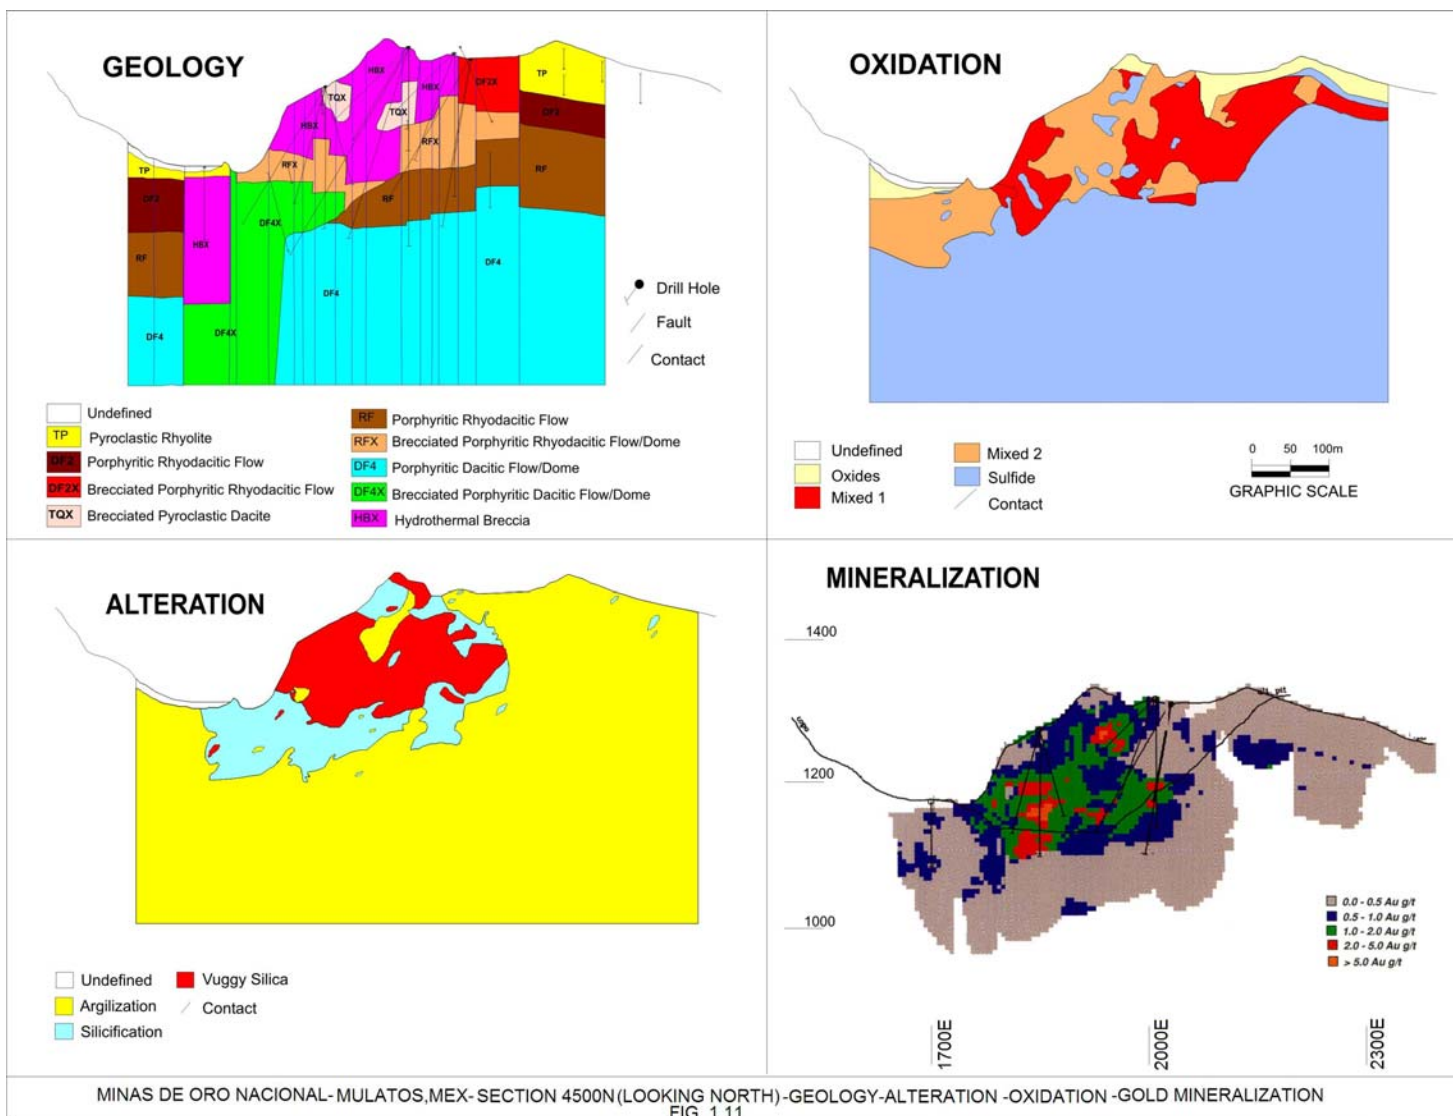 GEOLOGY
HBX
TQX
HBX
TQX
HBX
RFX
RFX
DF2X
TP
DF2
RF
TP
DF2
RF
DF4
HBX
DF4X
DF4X
RF
DF4
DF4
Drill Hole
Fault
Contact
Undefined
TP Pyroclastic Rhyolite
DF2 Porphyritic Rhyodacitic Flow
DF2X Brecciated Porphyritic Rhyodacitic Flow
TQX Brecciated Pyroclastic Dacite
RF Porphyritic Rhyodacitic Flow
RFX Brecciated Porphyritic Rhyodacitic Flow/Dome
DF4 Porphyritic Dacitic Flow/Dome
DF4X Brecciated Porphyritic Dacitic Flow/Dome
HBX Hydrothermal Breccia
OXIDATION
Undefined
Oxides
Mixed 1
Mixed 2
Sulfide
Contact
0 50 100m
GRAPHIC SCALE
ALTERATION
Undefined
Argilization
Silicification
Vuggy Silica
Contact
MINERALIZATION
1400
1200
1000
topo
pit
0.0 - 0.5 Au g/t
0.5 - 1.0 Au g/t
1.0 - 2.0 Au g/t
2.0 - 5.0 Au g/t
> 5.0 Au g/t
1700E
2000E
2300E
MINAS DE ORO NACIONAL- MULATOS,MEX- SECTION 4500N (LOOKING NORTH) -GEOLOGY-ALTERATION -OXIDATION -GOLD MINERALIZATION
FIG. 1.11